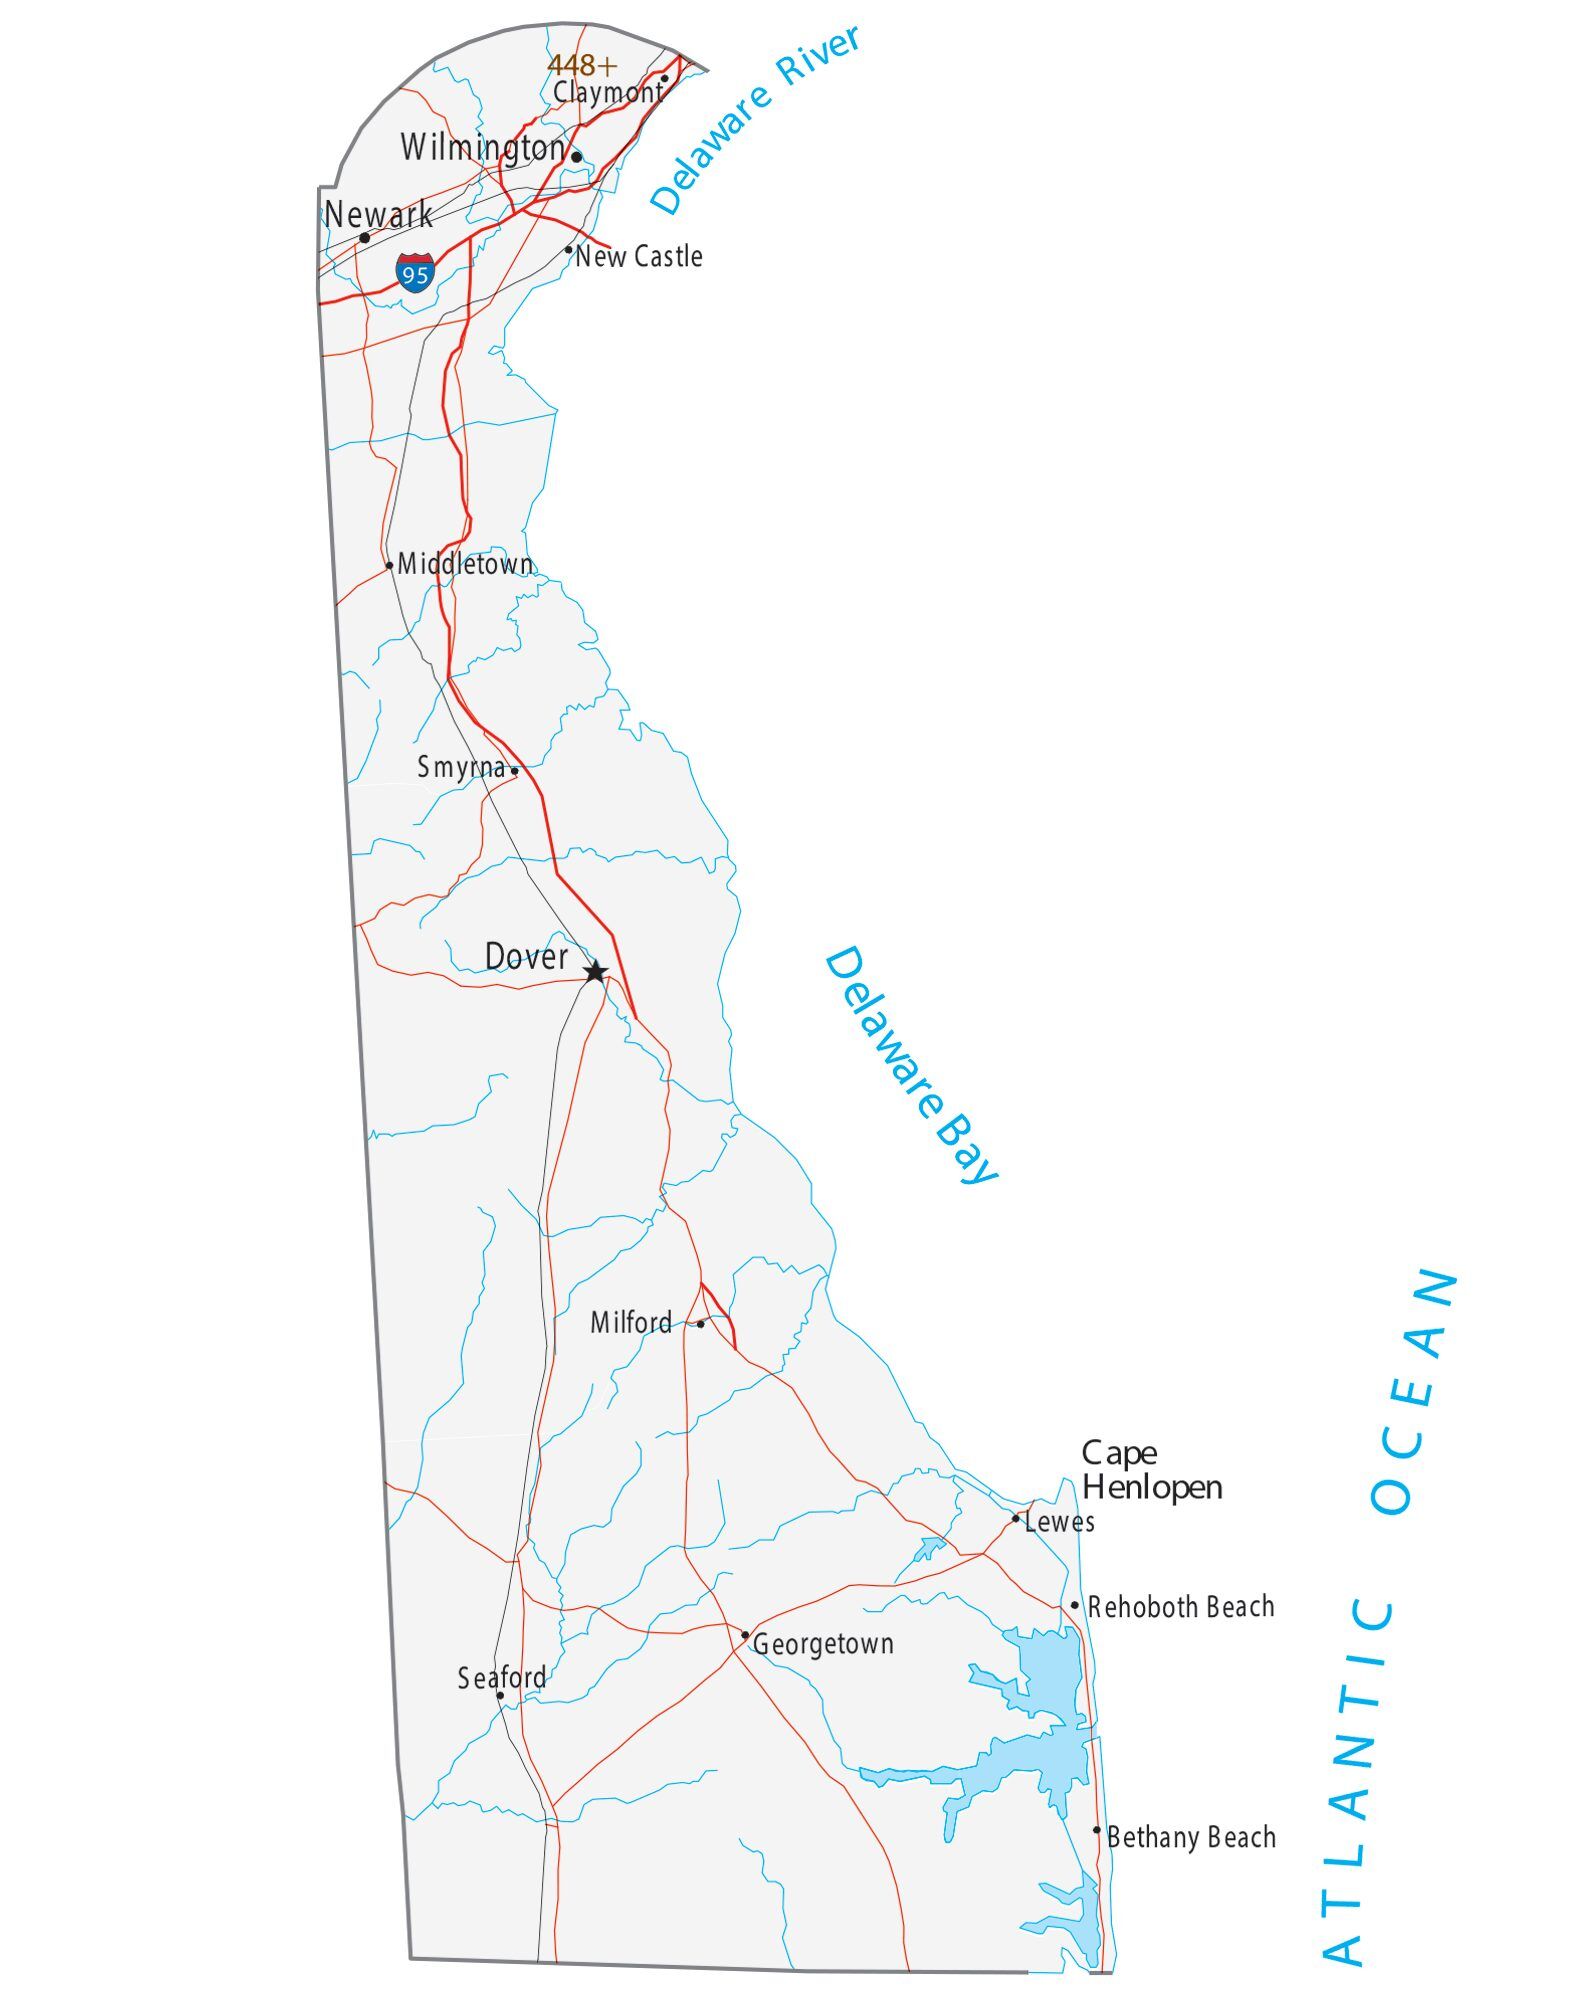 448+
Claymont
Delaware River
Wilmington
Newark
New Castle
95
Middletown
Smyrna
Dover
Delaware Bay
Milford
Cape
Henlopen
Lewes
Rehoboth Beach
Georgetown
Seaford
Bethany Beach
ATLANTIC OCEAN